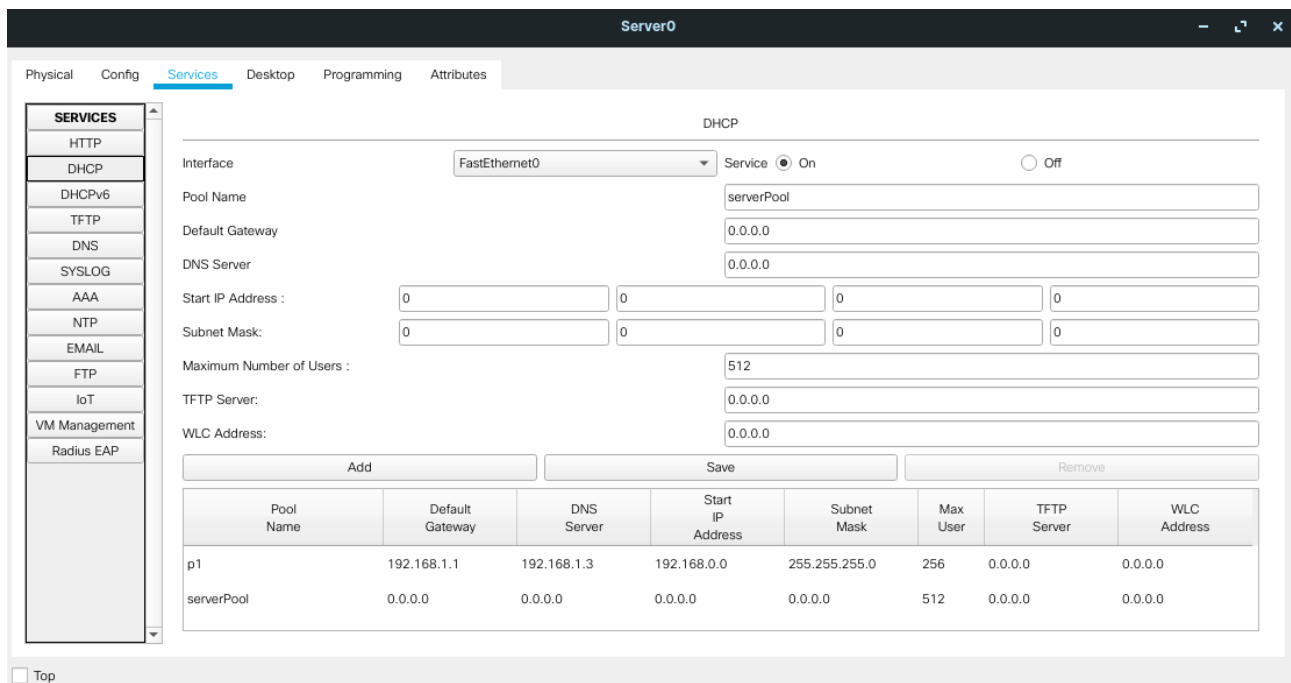 Server0
Physical Config Services Desktop Programming Attributes
SERVICES
HTTP
DHCP
DHCPv6
TFTP
DNS
SYSLOG
AAA
NTP
EMAIL
FTP
IoT
VM Management
Radius EAP
DHCP
Interface FastEthernet0 Service On Off
Pool Name serverPool
Default Gateway 0.0.0.0
DNS Server 0.0.0.0
Start IP Address : 0 0 0 0
Subnet Mask: 0 0 0 0
Maximum Number of Users : 512
TFTP Server: 0.0.0.0
WLC Address: 0.0.0.0
Add Save Remove
Pool Name Default Gateway DNS Server Start IP Address Subnet Mask Max User TFTP Server WLC Address
p1 192.168.1.1 192.168.1.3 192.168.0.0 255.255.255.0 256 0.0.0.0 0.0.0.0
serverPool 0.0.0.0 0.0.0.0 0.0.0.0 0.0.0.0 512 0.0.0.0 0.0.0.0
Top